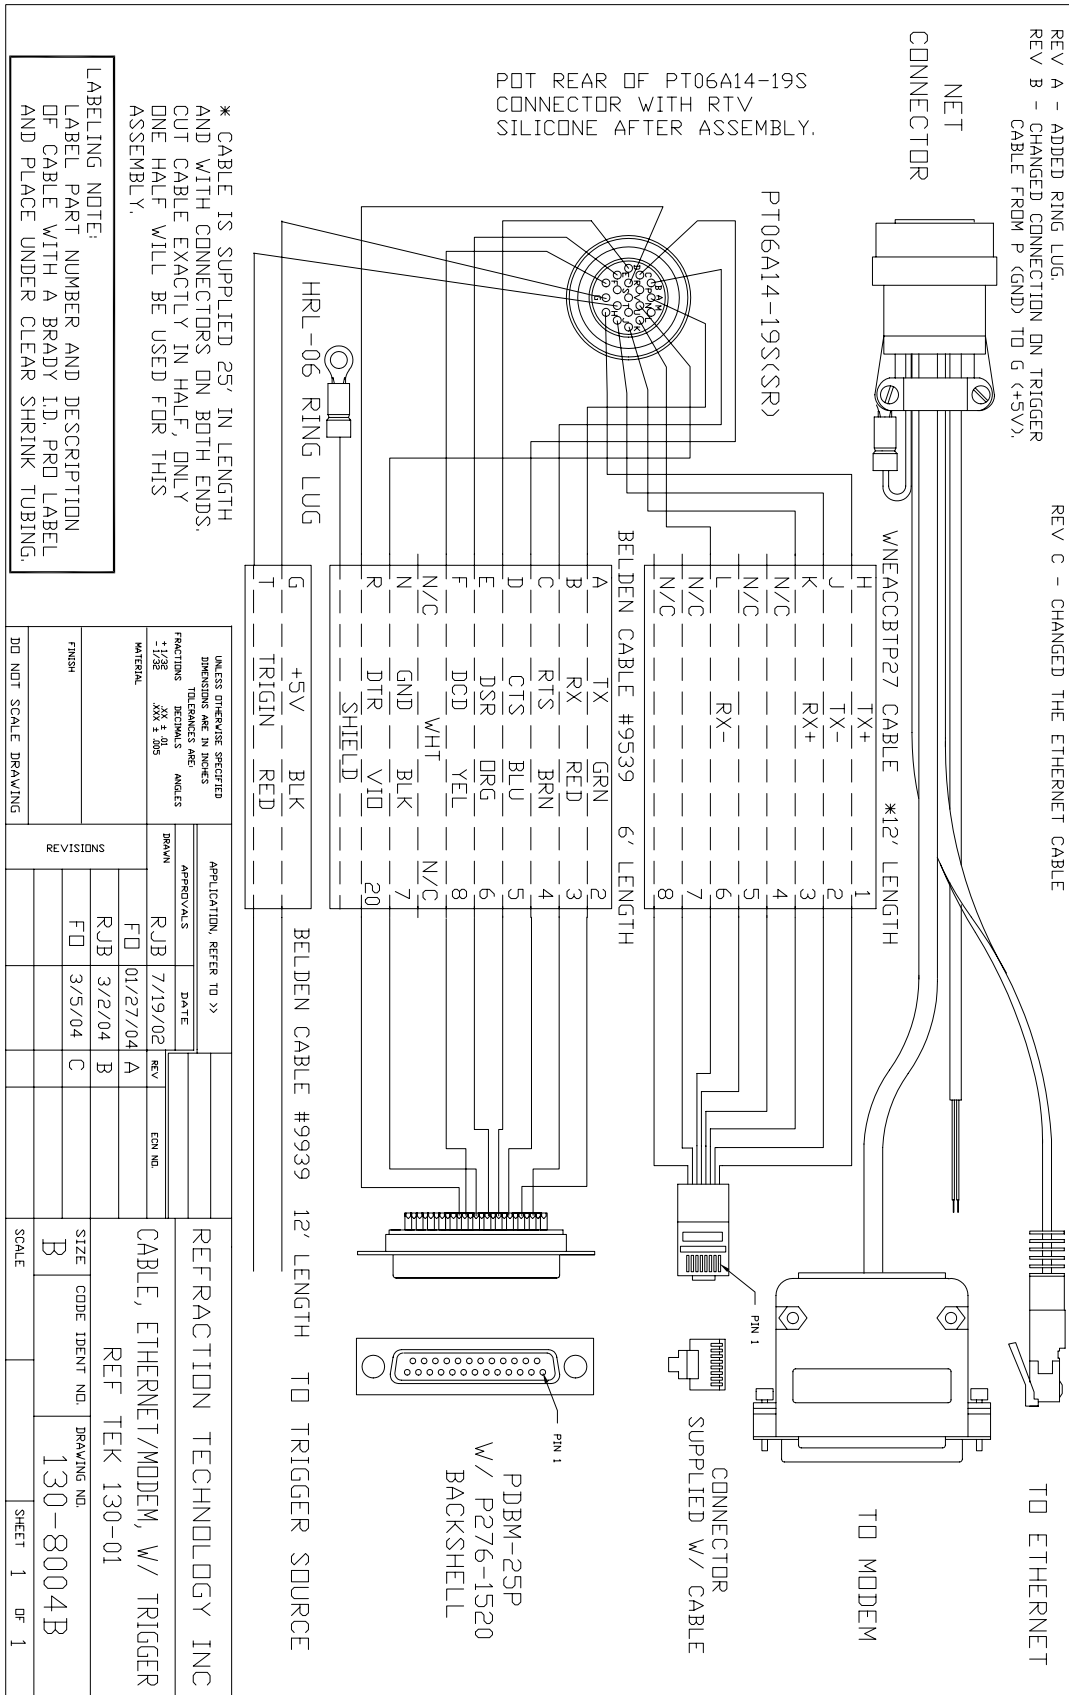 REV A - ADDED RING LUG.
REV B - CHANGED CONNECTION ON TRIGGER
CABLE FROM P (GND) TO G (+5V).
REV C - CHANGED THE ETHERNET CABLE
NET
CONNECTOR
TO ETHERNET
TO MODEM
WNEACCBTP27 CABLE *12' LENGTH
POT REAR OF PT06A14-19S
CONNECTOR WITH RTV
SILICONE AFTER ASSEMBLY.
PT06A14-19S(SR)
H TX+ 1
J TX- 2
K RX+ 3
N/C 4
N/C 5
L RX- 6
N/C 7
N/C 8
PIN 1
CONNECTOR
SUPPLIED W/ CABLE
BELDEN CABLE #9539 6' LENGTH
A TX GRN 2
B RX RED 3
C RTS BRN 4
D CTS BLU 5
E DSR ORG 6
F DCD YEL 8
N/C WHT N/C
N GND BLK 7
R DTR VIO 20
SHIELD
PIN 1
PDBM-25P
W/ P276-1520
BACKSHELL
HRL-06 RING LUG
G +5V BLK
T TRIGIN RED
BELDEN CABLE #9939 12' LENGTH TO TRIGGER SOURCE
* CABLE IS SUPPLIED 25' IN LENGTH
AND WITH CONNECTORS ON BOTH ENDS.
CUT CABLE EXACTLY IN HALF, ONLY
ONE HALF WILL BE USED FOR THIS
ASSEMBLY.
LABELING NOTE:
LABEL PART NUMBER AND DESCRIPTION
OF CABLE WITH A BRADY I.D. PRO LABEL
AND PLACE UNDER CLEAR SHRINK TUBING.
UNLESS OTHERWISE SPECIFIED
DIMENSIONS ARE IN INCHES
TOLERANCES ARE:
FRACTIONS DECIMALS ANGLES
+1/32 .XX ± .01
-1/32 .XXX ± .005
MATERIAL
FINISH
DO NOT SCALE DRAWING
APPLICATION, REFER TO >>
APPROVALS DATE
DRAWN RJB 7/19/02 REV ECN NO.
REVISIONS
FO 01/27/04 A
RJB 3/2/04 B
FO 3/5/04 C
REFRACTION TECHNOLOGY INC
CABLE, ETHERNET/MODEM, W/ TRIGGER
REF TEK 130-01
SIZE CODE IDENT NO. DRAWING NO.
B 130-8004B
SCALE SHEET 1 OF 1